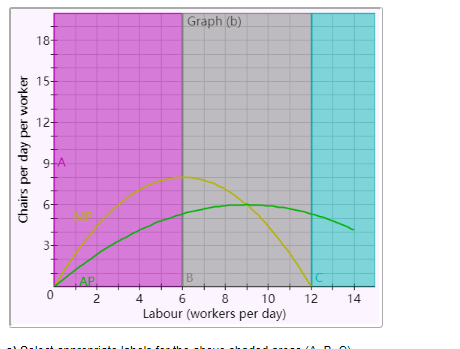 Graph (b)
Chairs per day per worker
18
15
12
9
6
3
0
A
MP
AP
B
C
2 4 6 8 10 12 14
Labour (workers per day)